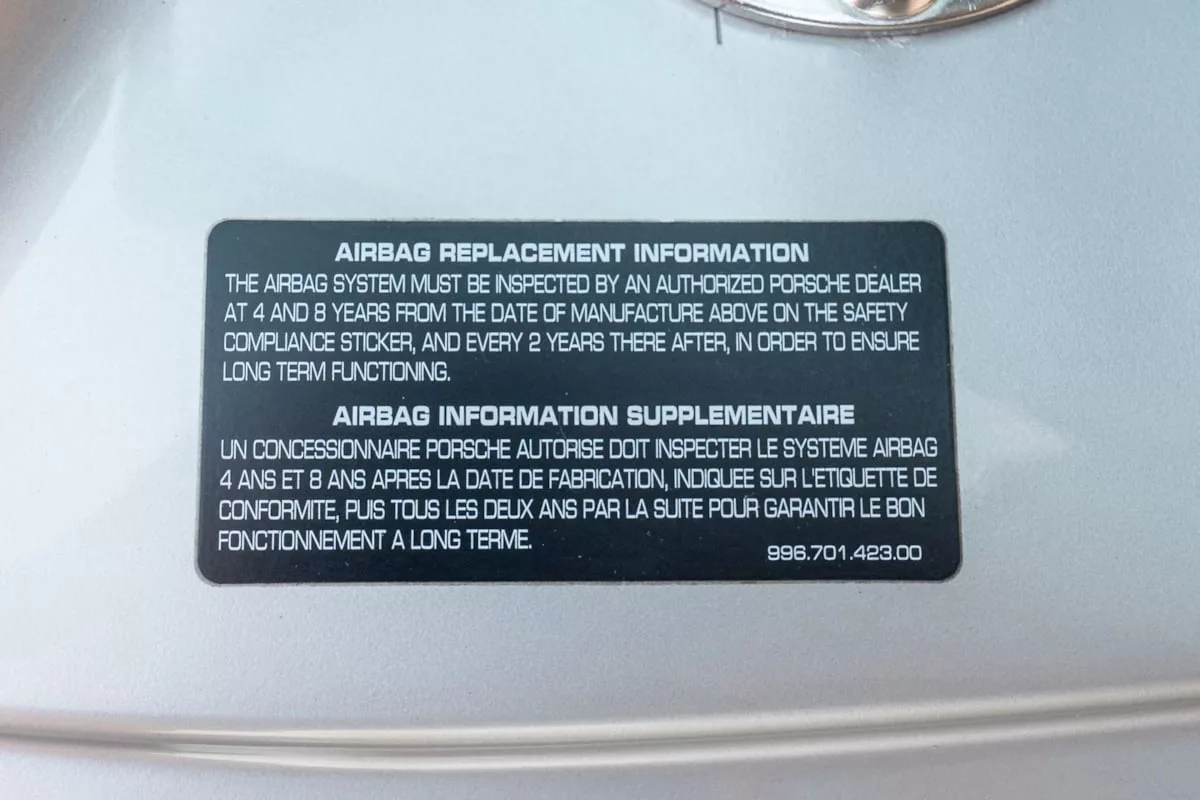 AIRBAG REPLACEMENT INFORMATION
THE AIRBAG SYSTEM MUST BE INSPECTED BY AN AUTHORIZED PORSCHE DEALER
AT 4 AND 8 YEARS FROM THE DATE OF MANUFACTURE ABOVE ON THE SAFETY
COMPLIANCE STICKER, AND EVERY 2 YEARS THERE AFTER, IN ORDER TO ENSURE
LONG TERM FUNCTIONING.
AIRBAG INFORMATION SUPPLEMENTAIRE
UN CONCESSIONNAIRE PORSCHE AUTORISE DOIT INSPECTER LE SYSTEME AIRBAG
4 ANS ET 8 ANS APRES LA DATE DE FABRICATION, INDIQUEE SUR L'ETIQUETTE DE
CONFORMITE, PUIS TOUS LES DEUX ANS PAR LA SUITE POUR GARANTIR LE BON
FONCTIONNEMENT A LONG TERME.
996.701.423.00